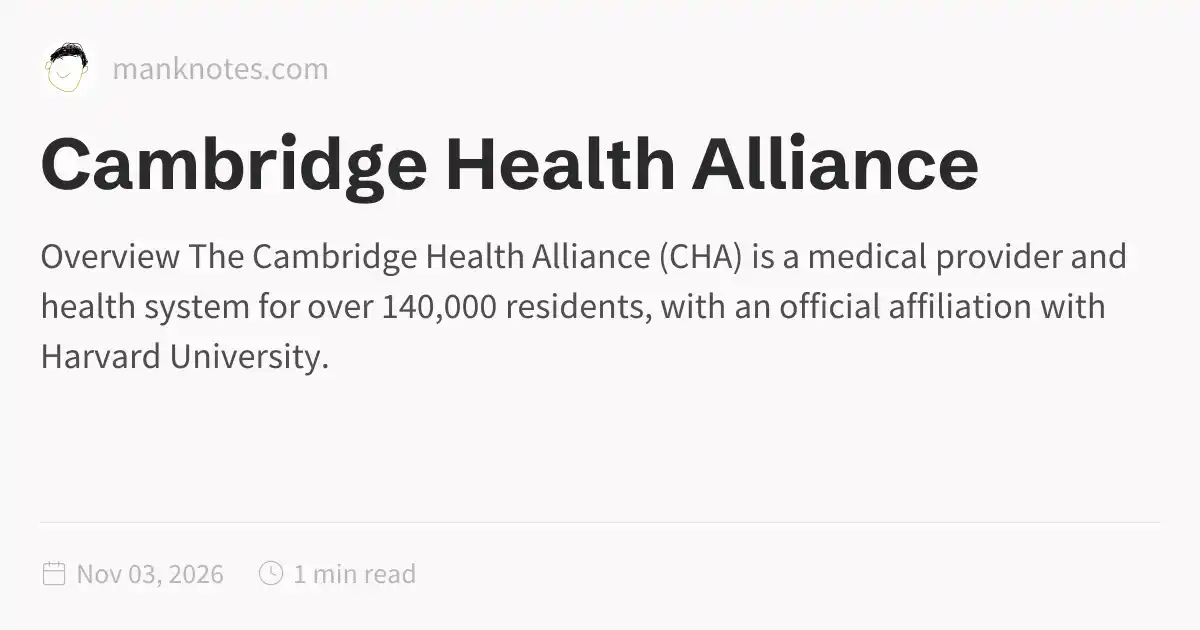 manknotes.com
Cambridge Health Alliance
Overview The Cambridge Health Alliance (CHA) is a medical provider and
health system for over 140,000 residents, with an official affiliation with
Harvard University.
Nov 03, 2026 1 min read